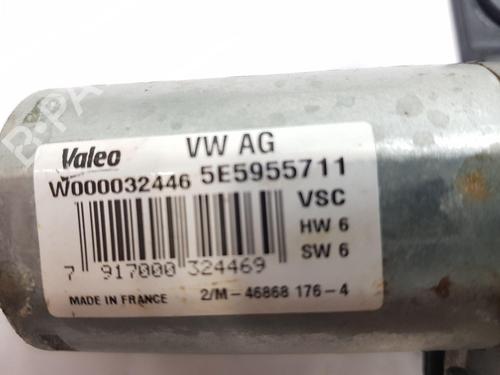 B-PARTS
Valeo VW AG
W000032446 5E5955711
VSC
HW 6
SW 6
7 917000 324469
MADE IN FRANCE 2/M-46868 176-4